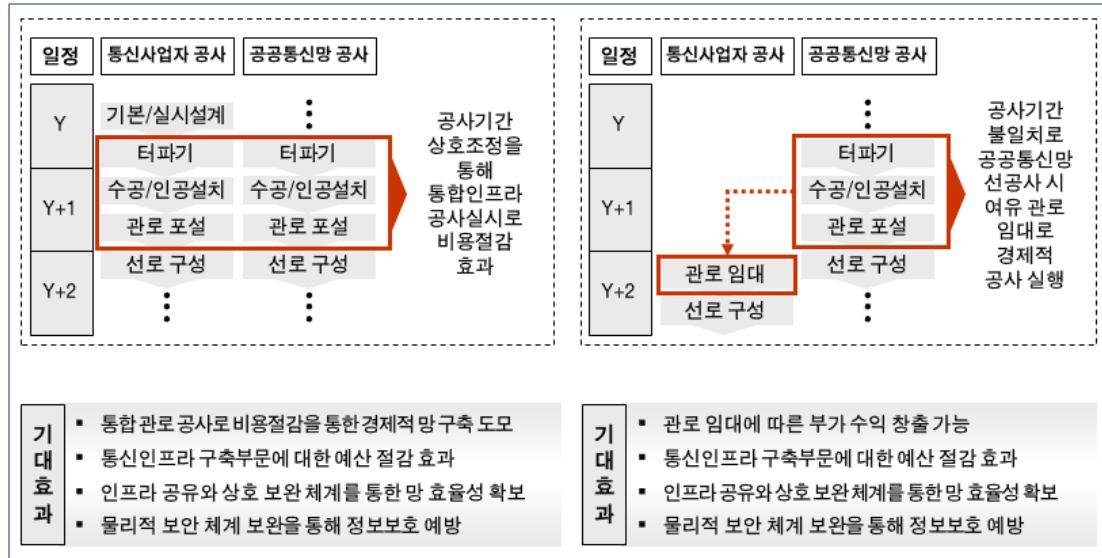 일정 통신사업자 공사 공공통신망 공사
Y
기본/실시설계
터파기 터파기
Y+1
수공/인공설치 수공/인공설치
관로 포설 관로 포설
Y+2
선로 구성 선로 구성
공사기간
상호조정을
통해
통합인프라
공사실시로
비용절감
효과
일정 통신사업자 공사 공공통신망 공사
Y
터파기
Y+1
수공/인공설치
관로 포설
Y+2
관로 임대
선로 구성
선로 구성
공사기간
불일치로
공공통신망
선공사 시
여유 관로
임대로
경제적
공사 실행
기대효과
▪ 통합 관로 공사로 비용절감을 통한 경제적 망 구축 도모
▪ 통신인프라 구축부문에 대한 예산 절감 효과
▪ 인프라 공유와 상호 보완 체계를 통한 망 효율성 확보
▪ 물리적 보안 체계 보완을 통해 정보보호 예방
기대효과
▪ 관로 임대에 따른 부가 수익 창출 가능
▪ 통신인프라 구축부문에 대한 예산 절감 효과
▪ 인프라 공유와 상호 보완 체계를 통한 망 효율성 확보
▪ 물리적 보안 체계 보완을 통해 정보보호 예방